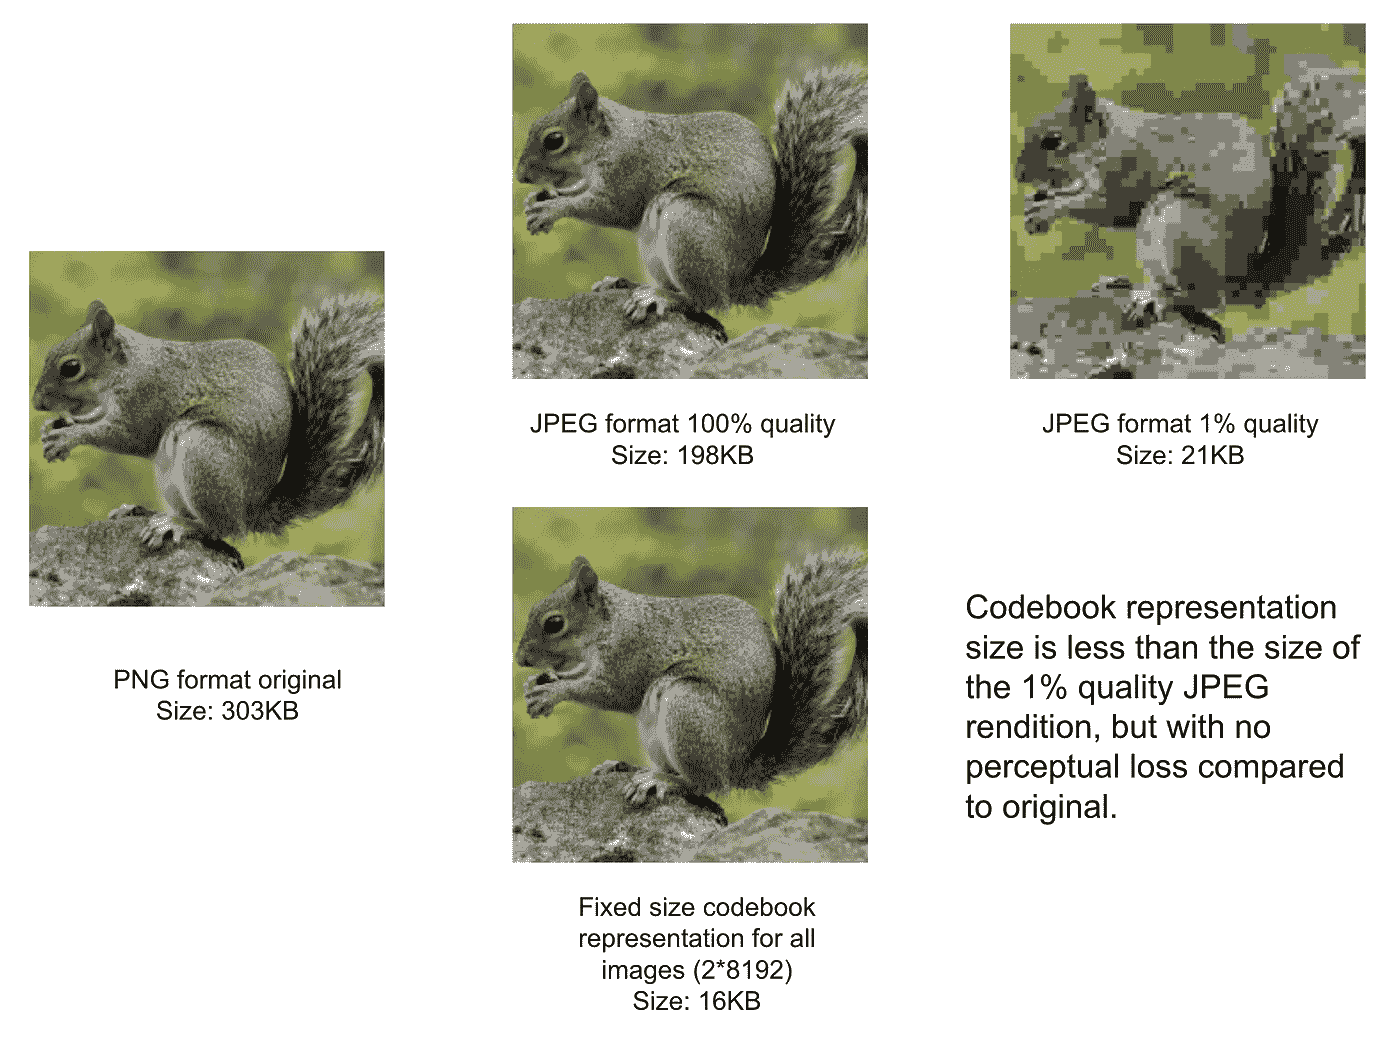 JPEG format 100% quality
Size: 198KB
JPEG format 1% quality
Size: 21KB
PNG format original
Size: 303KB
Codebook representation
size is less than the size of
the 1% quality JPEG
rendition, but with no
perceptual loss compared
to original.
Fixed size codebook
representation for all
images (2*8192)
Size: 16KB